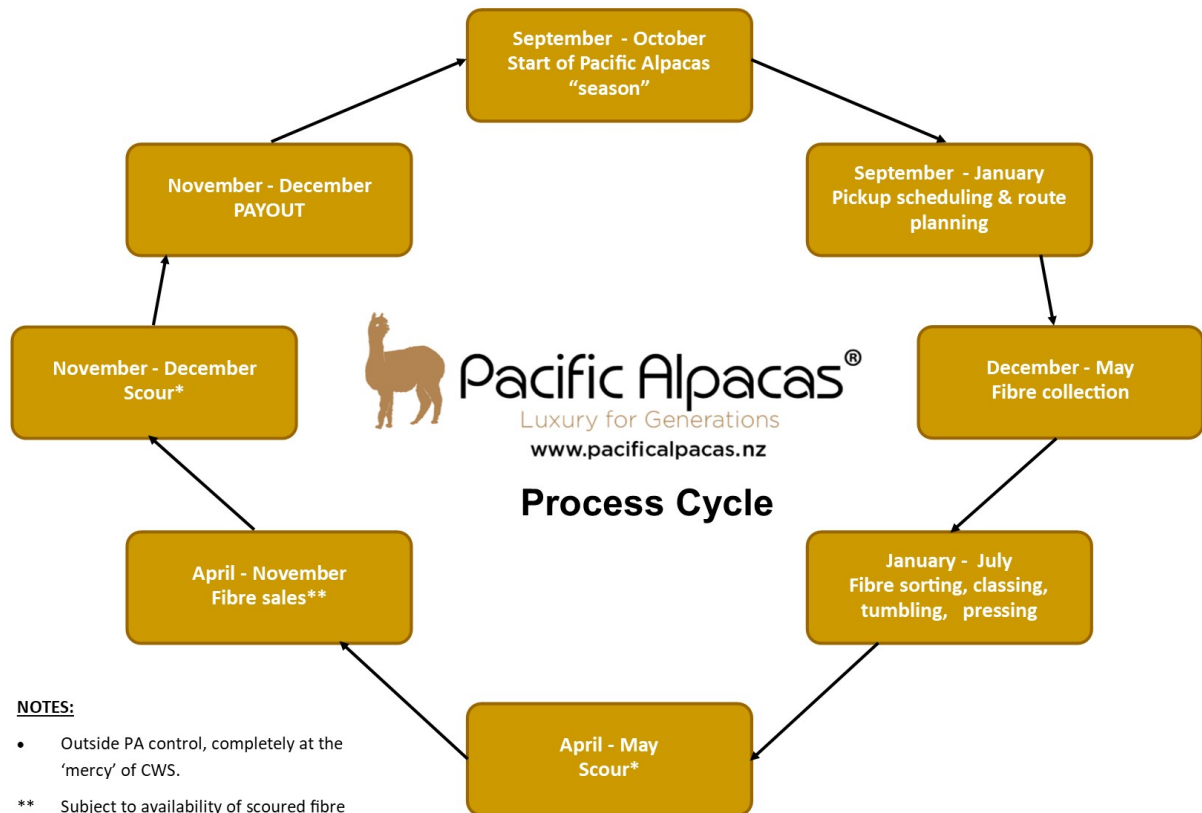 September - October
Start of Pacific Alpacas
“season”
September - January
Pickup scheduling & route
planning
December - May
Fibre collection
January - July
Fibre sorting, classing,
tumbling, pressing
April - May
Scour*
April - November
Fibre sales**
November - December
Scour*
November - December
PAYOUT
Pacific Alpacas®
Luxury for Generations
www.pacificalpacas.nz
Process Cycle
NOTES:
• Outside PA control, completely at the
‘mercy’ of CWS.
** Subject to availability of scoured fibre